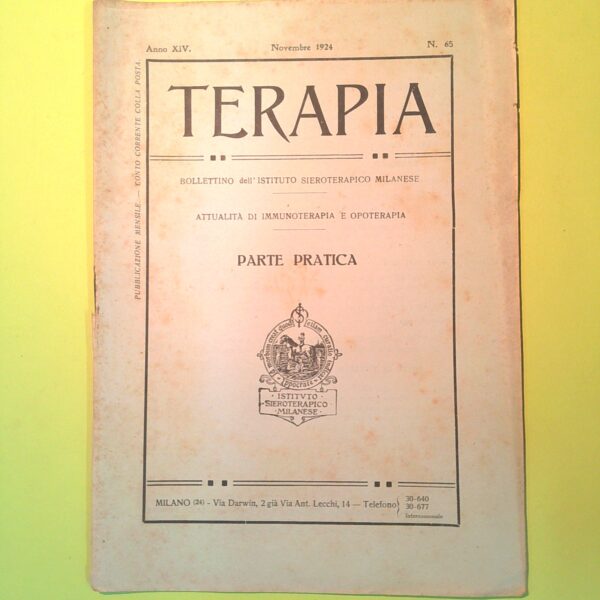 Anno XIV. Novembre 1924 N. 65
PUBBLICAZIONE MENSILE. — CONTO CORRENTE COLLA POSTA.
TERAPIA
BOLLETTINO dell' ISTITUTO SIEROTERAPICO MILANESE
ATTUALITÀ DI IMMUNOTERAPIA E OPOTERAPIA
PARTE PRATICA
Ippocrate
ISTITVTO
SIEROTERAPICO
MILANESE
MILANO (24) - Via Darwin, 2 già Via Ant. Lecchi, 14 — Telefono
30-640
30-677